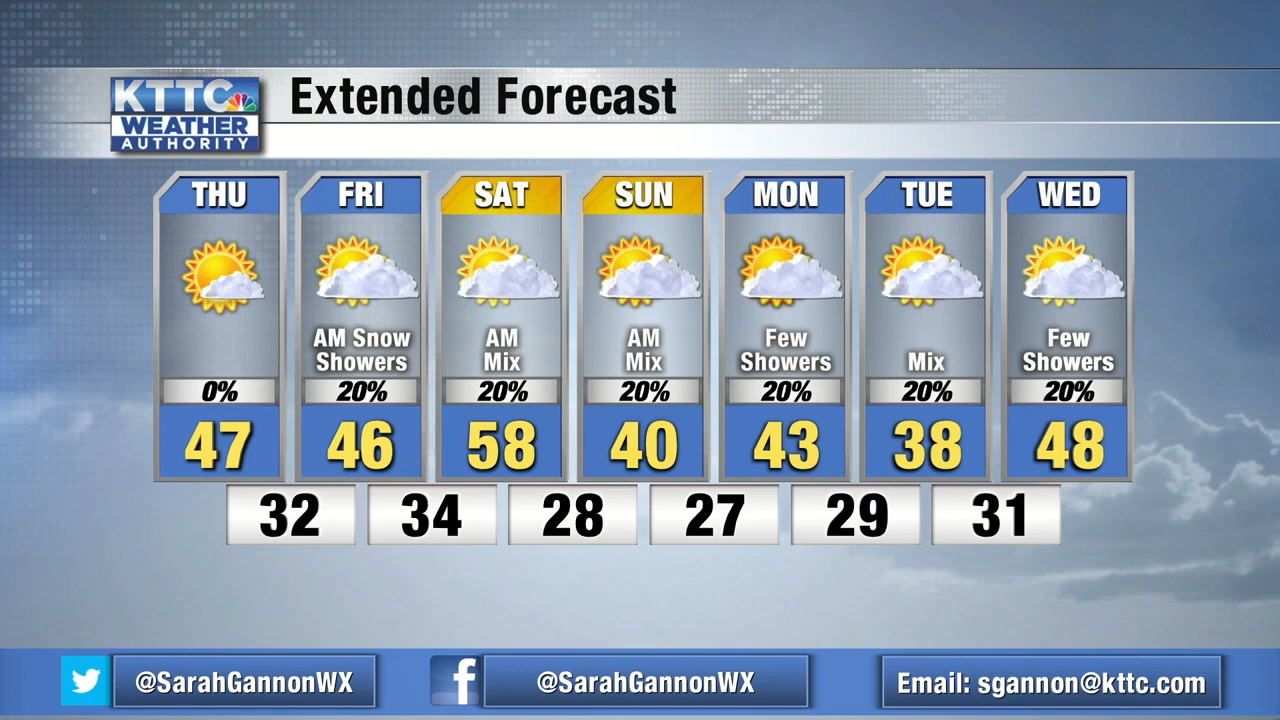 KTTC
WEATHER
AUTHORITY
Extended Forecast
THU FRI SAT SUN MON TUE WED
AM Snow
Showers
AM
Mix
AM
Mix
Few
Showers
Mix
Few
Showers
0% 20% 20% 20% 20% 20% 20%
47 46 58 40 43 38 48
32 34 28 27 29 31
@SarahGannonWX @SarahGannonWX Email: sgannon@kttc.com